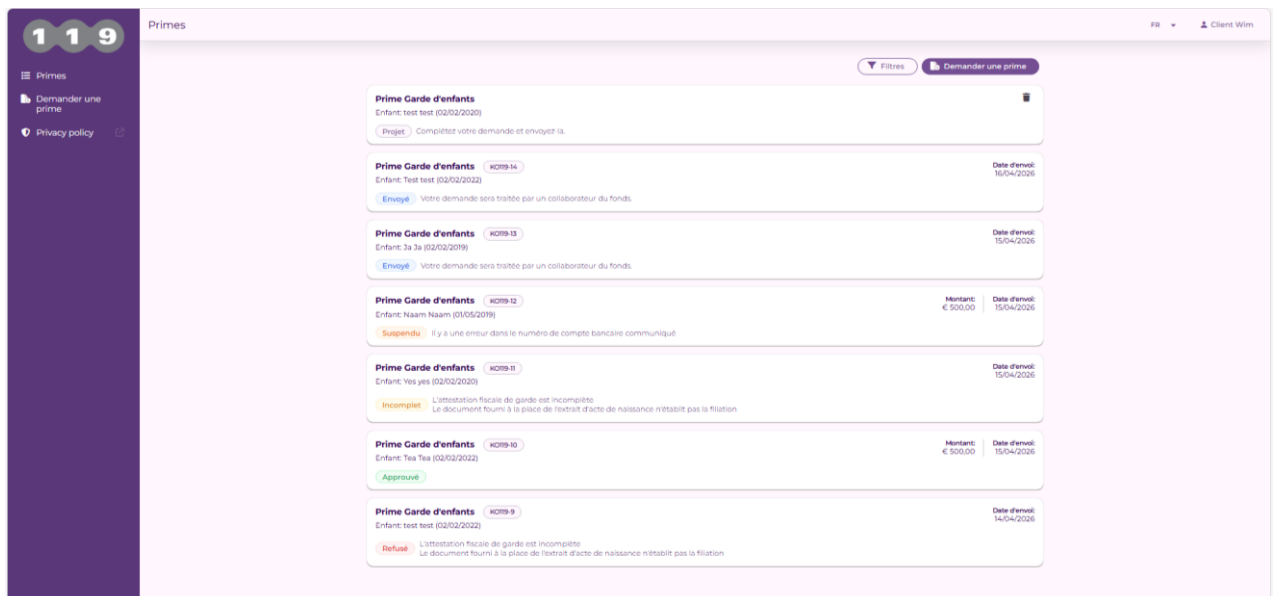 119
Primes
FR
Client Wim
Primes
Demander une
prime
Privacy policy
Filtres
Demander une prime
Prime Garde d'enfants
Enfant: test test (02/02/2020)
Projet Complétez votre demande et envoyez-la.
Prime Garde d'enfants KO119-14
Date d'envoi:
16/04/2026
Enfant: Test test (02/02/2022)
Envoyé Votre demande sera traitée par un collaborateur du fonds.
Prime Garde d'enfants KO119-13
Date d'envoi:
15/04/2026
Enfant: Ja Ja (02/02/2019)
Envoyé Votre demande sera traitée par un collaborateur du fonds.
Prime Garde d'enfants KO119-12
Montant: Date d'envoi:
€ 500,00 15/04/2026
Enfant: Naam Naam (01/05/2019)
Suspendu Il y a une erreur dans le numéro de compte bancaire communiqué
Prime Garde d'enfants KO119-11
Date d'envoi:
15/04/2026
Enfant: Yes yes (02/02/2020)
Incomplet L'attestation fiscale de garde est incomplète
Le document fourni à la place de l'extrait d'acte de naissance n'établit pas la filiation
Prime Garde d'enfants KO119-10
Montant: Date d'envoi:
€ 500,00 15/04/2026
Enfant: Tea Tea (02/02/2022)
Approuvé
Prime Garde d'enfants KO119-9
Date d'envoi:
14/04/2026
Enfant: test test (02/02/2022)
Refusé L'attestation fiscale de garde est incomplète
Le document fourni à la place de l'extrait d'acte de naissance n'établit pas la filiation